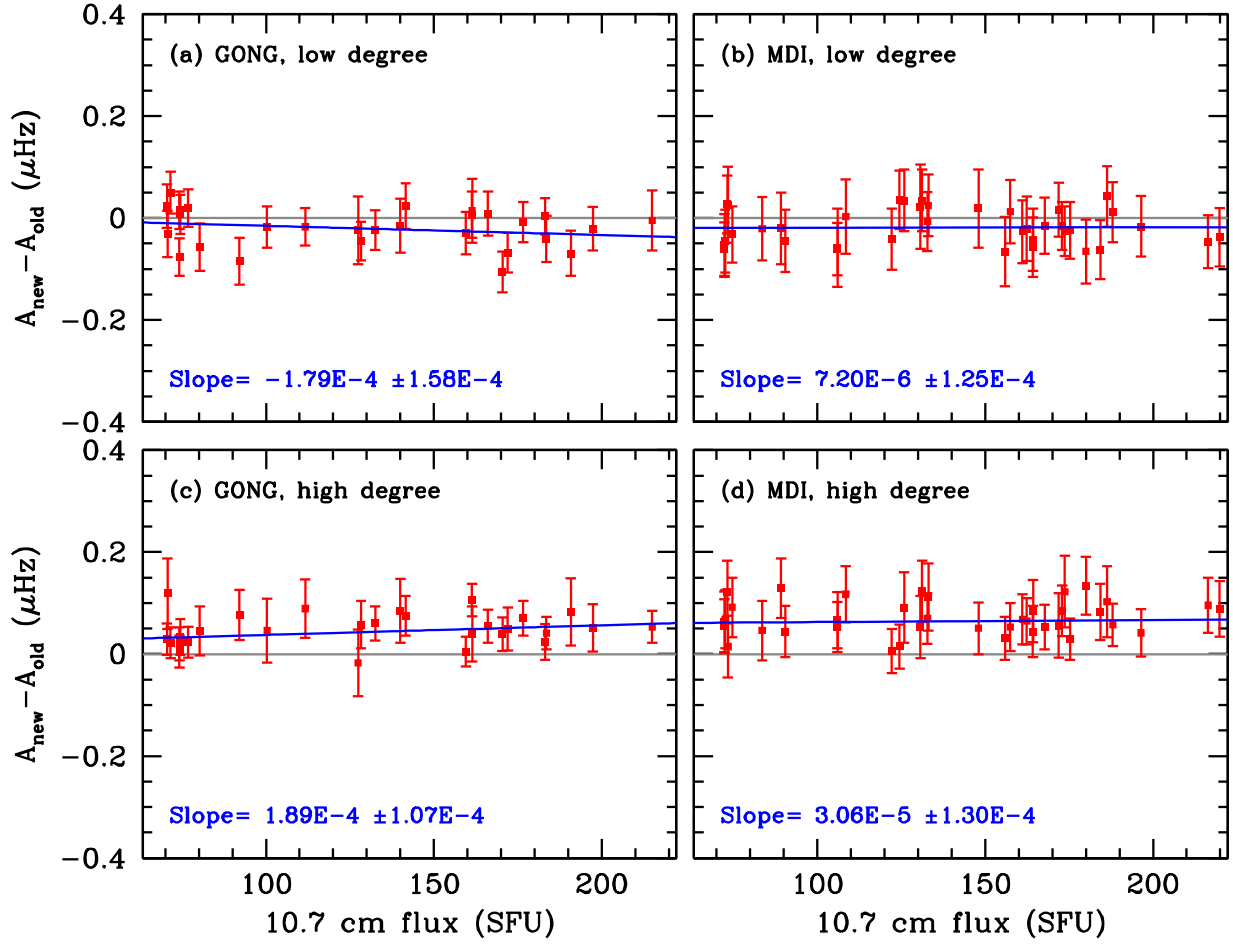 0.4
0.2
0
−0.2
−0.4
A_new−A_old (μHz)
(a) GONG, low degree
Slope= −1.79E−4 ±1.58E−4
(b) MDI, low degree
Slope= 7.20E−6 ±1.25E−4
0.4
0.2
0
−0.2
−0.4
A_new−A_old (μHz)
(c) GONG, high degree
Slope= 1.89E−4 ±1.07E−4
(d) MDI, high degree
Slope= 3.06E−5 ±1.30E−4
100 150 200
100 150 200
10.7 cm flux (SFU)
10.7 cm flux (SFU)